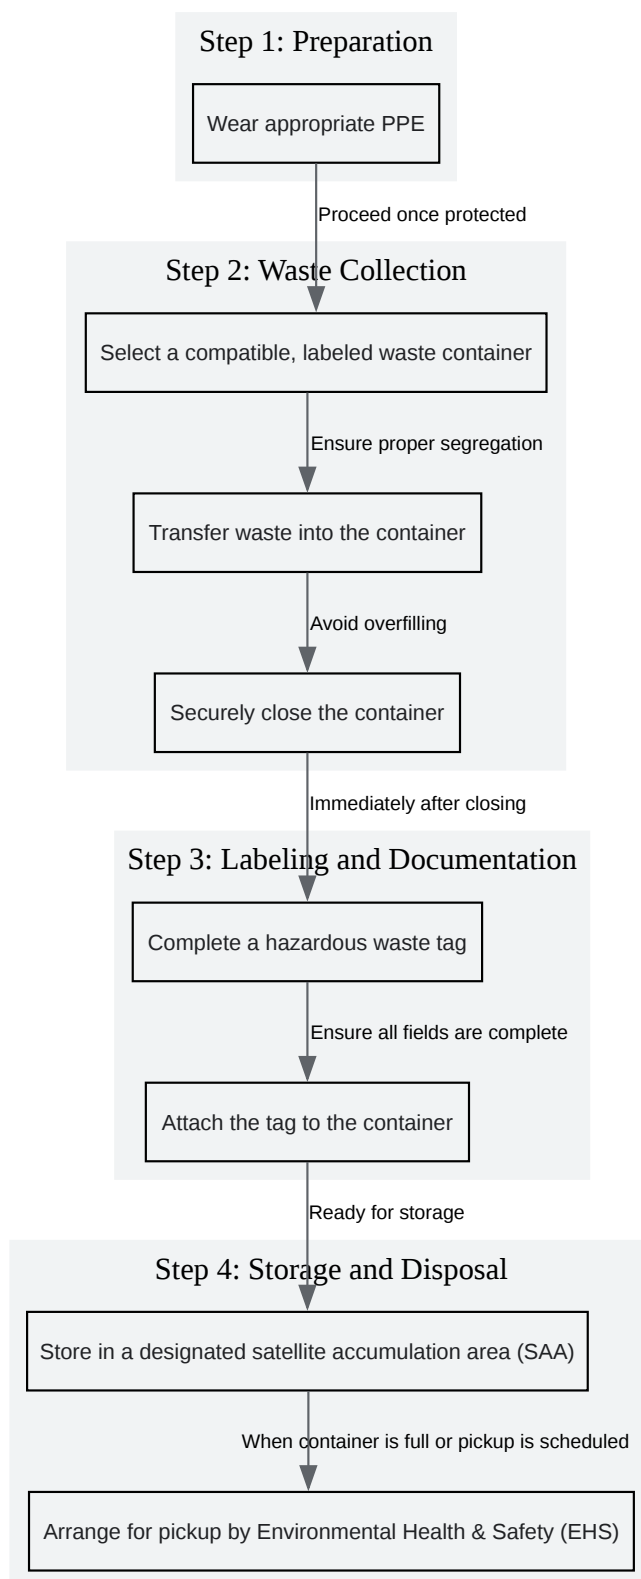 Step 1: Preparation
Wear appropriate PPE
Proceed once protected
Step 2: Waste Collection
Select a compatible, labeled waste container
Ensure proper segregation
Transfer waste into the container
Avoid overfilling
Securely close the container
Immediately after closing
Step 3: Labeling and Documentation
Complete a hazardous waste tag
Ensure all fields are complete
Attach the tag to the container
Ready for storage
Step 4: Storage and Disposal
Store in a designated satellite accumulation area (SAA)
When container is full or pickup is scheduled
Arrange for pickup by Environmental Health & Safety (EHS)